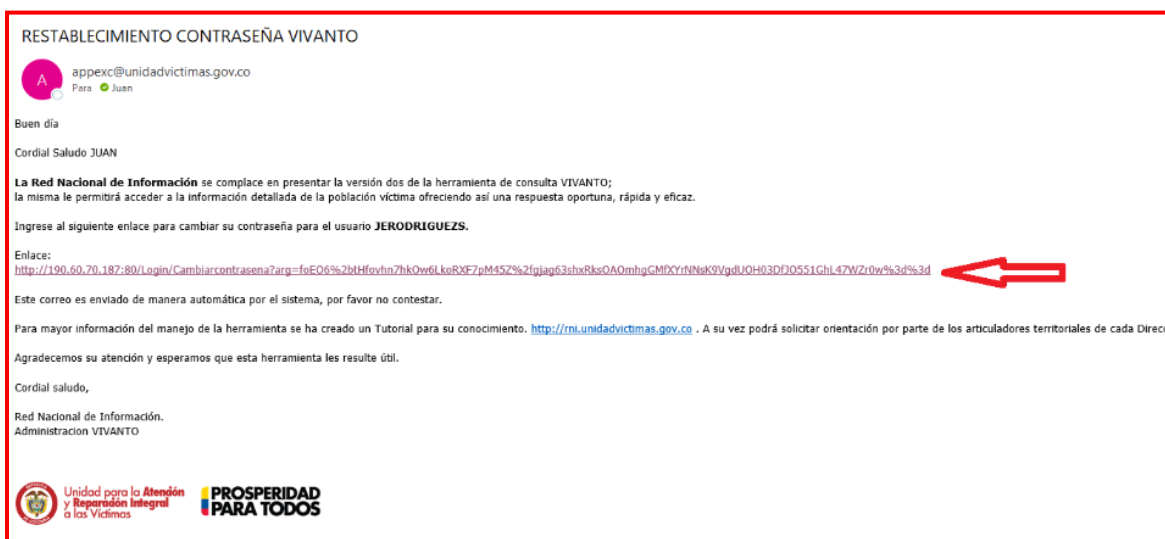 RESTABLECIMIENTO CONTRASEÑA VIVANTO
A
appexc@unidadvictimas.gov.co
Para Juan
Buen día
Cordial Saludo JUAN
La Red Nacional de Información se complace en presentar la versión dos de la herramienta de consulta VIVANTO;
la misma le permitirá acceder a la información detallada de la población víctima ofreciendo así una respuesta oportuna, rápida y eficaz.
Ingrese al siguiente enlace para cambiar su contraseña para el usuario JERODRIGUEZS.
Enlace:
http://190.60.70.187:80/Login/Cambiarcontrasena?arg=foEO6%2btHfovhn7hkOw6LkoRXF7pM45Z%2fgjag63shxRksOAOmhgGMfXYrNNsK9VgdUOH03DfJO551GhL47WZr0w%3d%3d
Este correo es enviado de manera automática por el sistema, por favor no contestar.
Para mayor información del manejo de la herramienta se ha creado un Tutorial para su conocimiento. http://rni.unidadvictimas.gov.co . A su vez podrá solicitar orientación por parte de los articuladores territoriales de cada Direc
Agradecemos su atención y esperamos que esta herramienta les resulte útil.
Cordial saludo,
Red Nacional de Información.
Administracion VIVANTO
Unidad para la Atención
y Reparación Integral
a las Víctimas
PROSPERIDAD
PARA TODOS